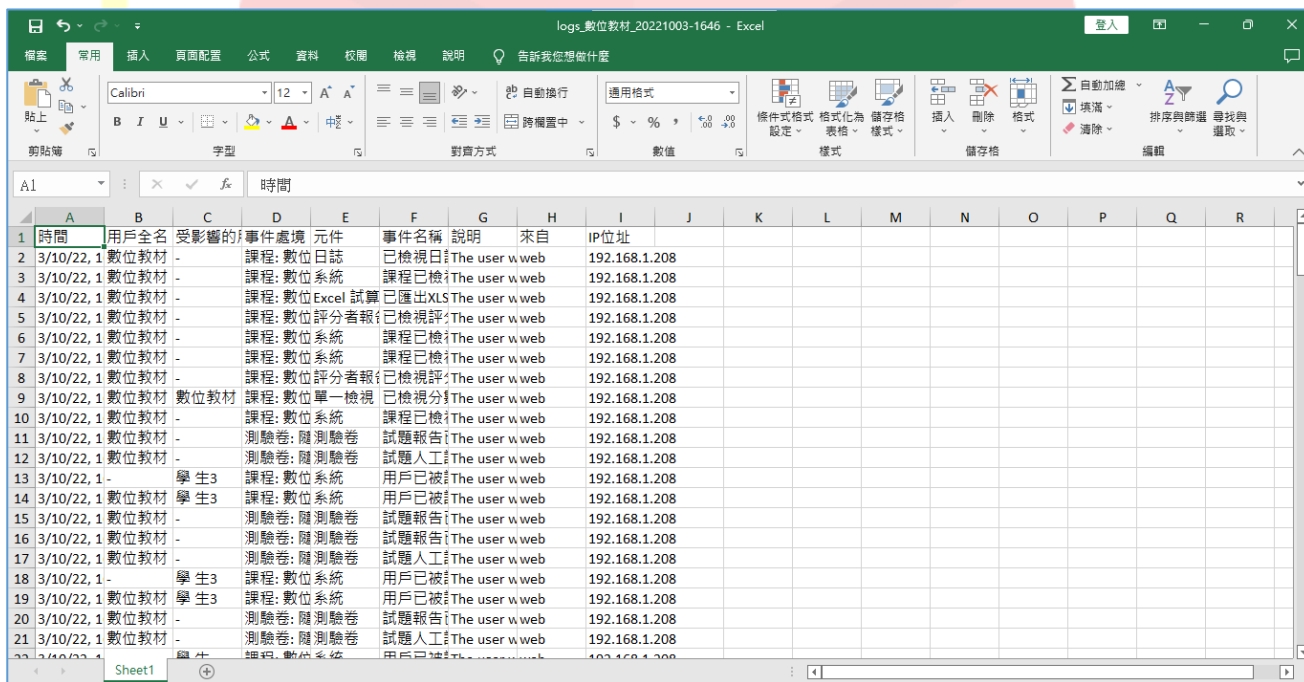 logs_數位教材_20221003-1646 - Excel
登入
檔案 常用 插入 頁面配置 公式 資料 校閱 檢視 說明 告訴我您想做什麼
Calibri 12 A A 自動換行 通用格式 自動加總
貼上 B I U A 中 跨欄置中 $ % , 條件式格式設定 格式化為表格 儲存格樣式 插入 刪除 格式 填滿 清除 排序與篩選 尋找與選取
剪貼簿 字型 對齊方式 數值 樣式 儲存格 編輯
A1 fx 時間
A B C D E F G H I J K L M N O P Q R
1 時間 用戶全名 受影響的 事件處境 元件 事件名稱 說明 來自 IP位址
2 3/10/22, 1 數位教材 - 課程: 數位 日誌 已檢視日 The user w web 192.168.1.208
3 3/10/22, 1 數位教材 - 課程: 數位 系統 課程已檢 The user w web 192.168.1.208
4 3/10/22, 1 數位教材 - 課程: 數位 Excel 試算 已匯出XLS The user w web 192.168.1.208
5 3/10/22, 1 數位教材 - 課程: 數位 評分者報 已檢視評 The user w web 192.168.1.208
6 3/10/22, 1 數位教材 - 課程: 數位 系統 課程已檢 The user w web 192.168.1.208
7 3/10/22, 1 數位教材 - 課程: 數位 系統 課程已檢 The user w web 192.168.1.208
8 3/10/22, 1 數位教材 - 課程: 數位 評分者報 已檢視評 The user w web 192.168.1.208
9 3/10/22, 1 數位教材 數位教材 課程: 數位 單一檢視 已檢視分 The user w web 192.168.1.208
10 3/10/22, 1 數位教材 - 課程: 數位 系統 課程已檢 The user w web 192.168.1.208
11 3/10/22, 1 數位教材 - 測驗卷: 隨 測驗卷 試題報告 The user w web 192.168.1.208
12 3/10/22, 1 數位教材 - 測驗卷: 隨 測驗卷 試題人工 The user w web 192.168.1.208
13 3/10/22, 1 - 學 生3 課程: 數位 系統 用戶已被 The user w web 192.168.1.208
14 3/10/22, 1 數位教材 學 生3 課程: 數位 系統 用戶已被 The user w web 192.168.1.208
15 3/10/22, 1 數位教材 - 測驗卷: 隨 測驗卷 試題報告 The user w web 192.168.1.208
16 3/10/22, 1 數位教材 - 測驗卷: 隨 測驗卷 試題報告 The user w web 192.168.1.208
17 3/10/22, 1 數位教材 - 測驗卷: 隨 測驗卷 試題人工 The user w web 192.168.1.208
18 3/10/22, 1 - 學 生3 課程: 數位 系統 用戶已被 The user w web 192.168.1.208
19 3/10/22, 1 數位教材 學 生3 課程: 數位 系統 用戶已被 The user w web 192.168.1.208
20 3/10/22, 1 數位教材 - 測驗卷: 隨 測驗卷 試題報告 The user w web 192.168.1.208
21 3/10/22, 1 數位教材 - 測驗卷: 隨 測驗卷 試題人工 The user w web 192.168.1.208
Sheet1